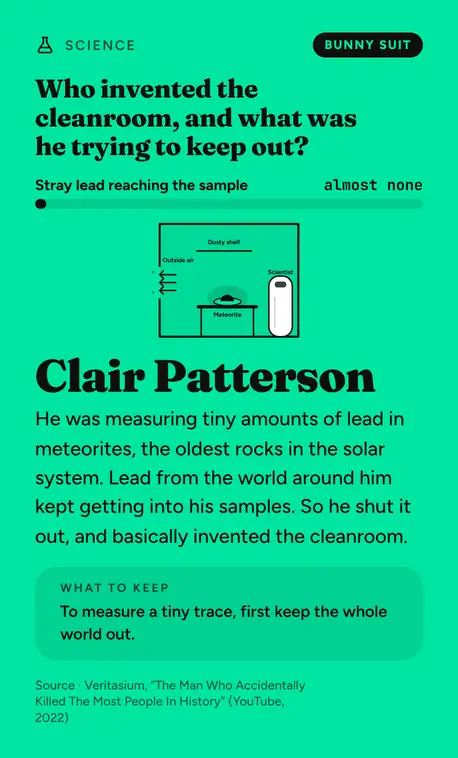 SCIENCE
BUNNY SUIT
Who invented the
cleanroom, and what was
he trying to keep out?
Stray lead reaching the sample
almost none
Dusty shelf
Outside air
Scientist
Meteorite
Clair Patterson
He was measuring tiny amounts of lead in
meteorites, the oldest rocks in the solar
system. Lead from the world around him
kept getting into his samples. So he shut it
out, and basically invented the cleanroom.
WHAT TO KEEP
To measure a tiny trace, first keep the whole
world out.
Source · Veritasium, “The Man Who Accidentally
Killed The Most People In History” (YouTube,
2022)